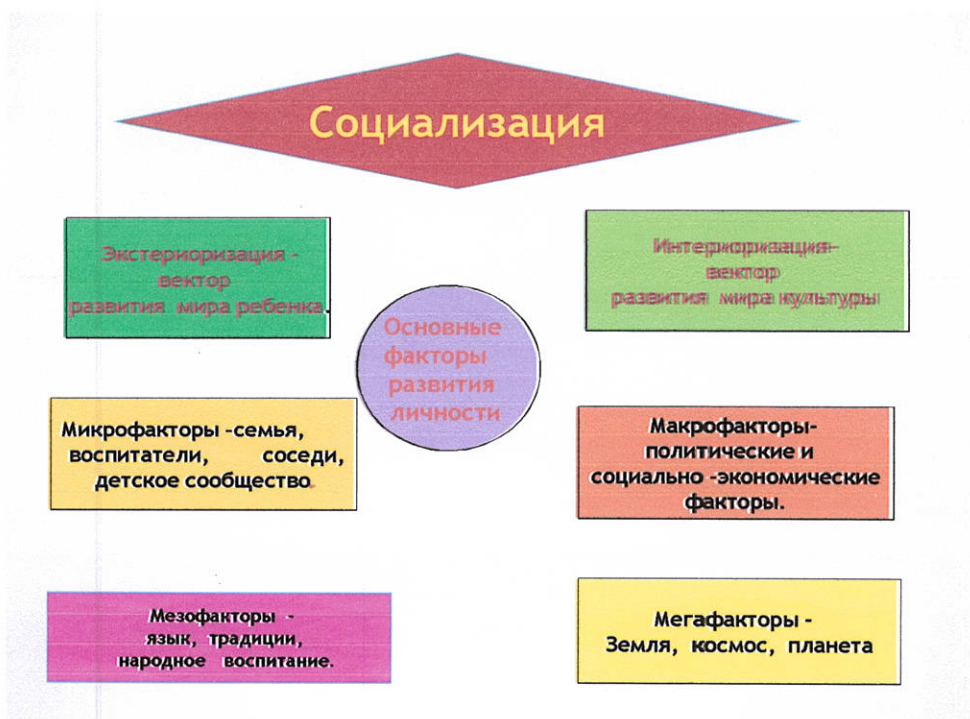 Социализация
Экстериоризация -
вектор
развития мира ребенка.
Интериоризация-
вектор
развития мира культуры
Основные
факторы
развития
личности
Микрофакторы -семья,
воспитатели, соседи,
детское сообщество.
Макрофакторы-
политические и
социально -экономические
факторы.
Мезофакторы -
язык, традиции,
народное воспитание.
Мегафакторы -
Земля, космос, планета